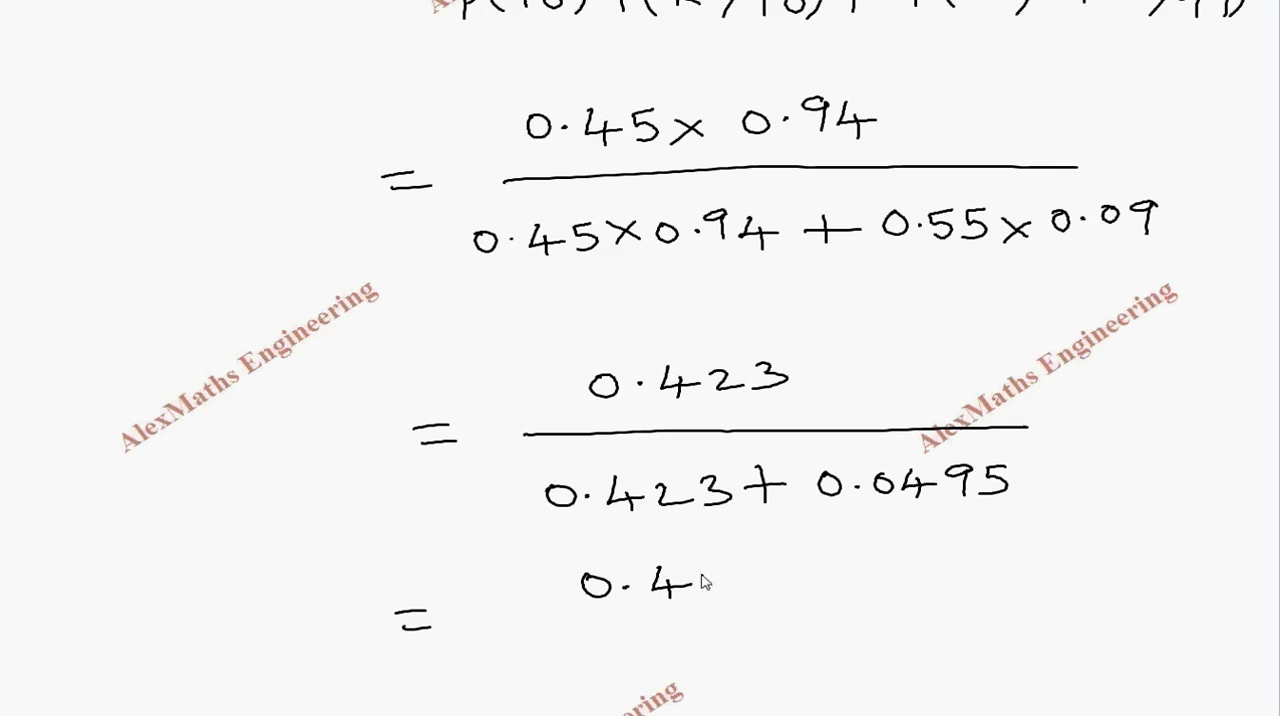 0.45 × 0.94
=
0.45 × 0.94 + 0.55 × 0.09
AlexMaths Engineering
AlexMaths Engineering
0.423
=
0.423 + 0.0495
0.4
=
ering